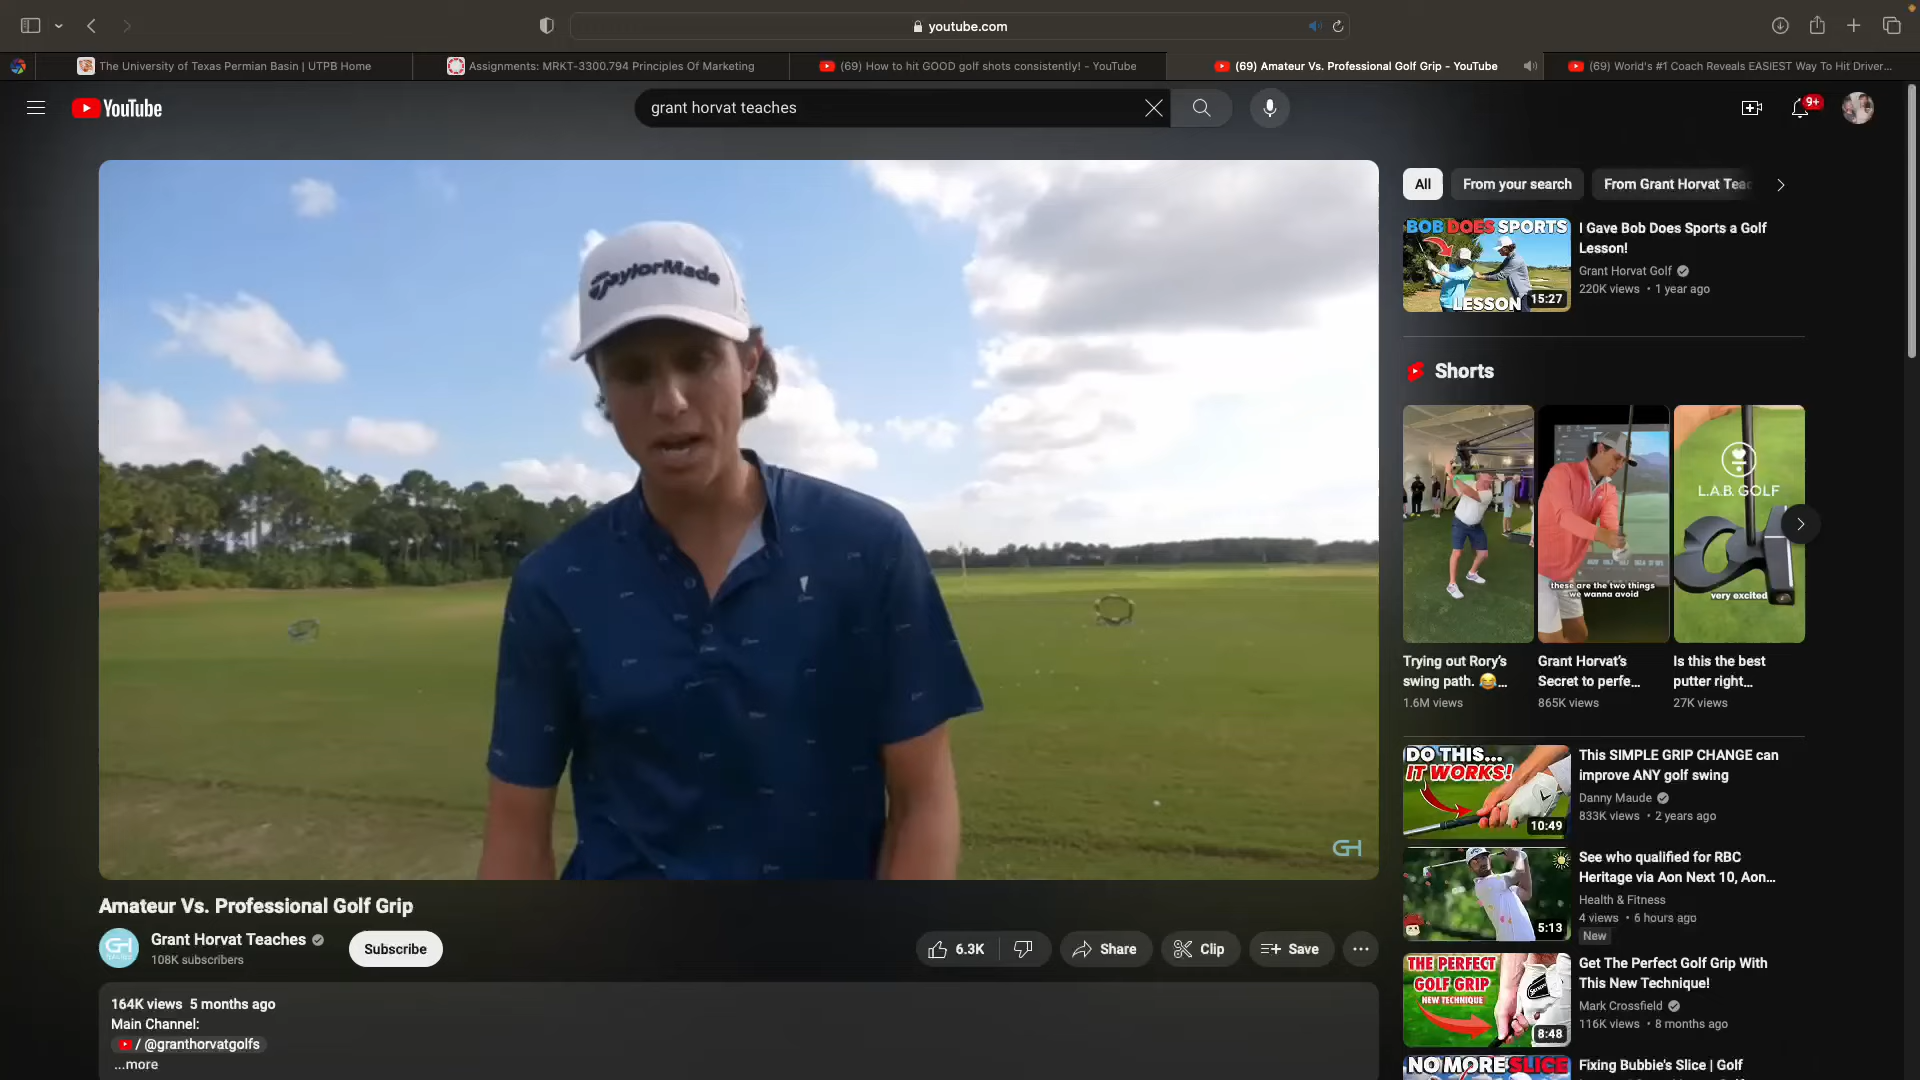 youtube.com
The University of Texas Permian Basin | UTPB Home
Assignments: MRKT-3300.794 Principles Of Marketing
(69) How to hit GOOD golf shots consistently! - YouTube
(69) Amateur Vs. Professional Golf Grip - YouTube
(69) World's #1 Coach Reveals EASIEST Way To Hit Driver...
YouTube
grant horvat teaches
9+
TaylorMade
GH
Amateur Vs. Professional Golf Grip
GH
Grant Horvat Teaches
108K subscribers
Subscribe
6.3K
Share
Clip
Save
164K views 5 months ago
Main Channel:
/ @granthorvatgolfs
...more
All
From your search
From Grant Horvat Teac
BOB DOES SPORTS
LESSON
15:27
I Gave Bob Does Sports a Golf
Lesson!
Grant Horvat Golf
220K views • 1 year ago
Shorts
these are the two things
we wanna avoid
L.A.B. GOLF
very excited
Trying out Rory's
swing path. 😂...
1.6M views
Grant Horvat's
Secret to perfe...
865K views
Is this the best
putter right...
27K views
DO THIS...
IT WORKS!
10:49
This SIMPLE GRIP CHANGE can
improve ANY golf swing
Danny Maude
833K views • 2 years ago
5:13
See who qualified for RBC
Heritage via Aon Next 10, Aon...
Health & Fitness
4 views • 6 hours ago
New
THE PERFECT
GOLF GRIP
NEW TECHNIQUE
8:48
Get The Perfect Golf Grip With
This New Technique!
Mark Crossfield
116K views • 8 months ago
NO MORE SLICE
Fixing Bubbie's Slice | Golf